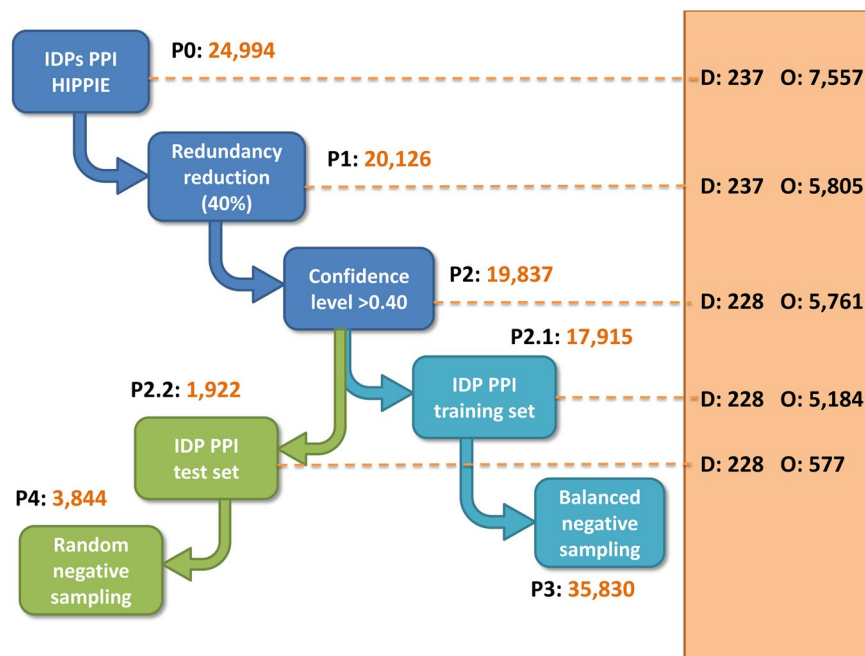 IDPs PPI
HIPPIE
P0: 24,994
D: 237 O: 7,557
Redundancy
reduction
(40%)
P1: 20,126
D: 237 O: 5,805
Confidence
level >0.40
P2: 19,837
D: 228 O: 5,761
P2.1: 17,915
IDP PPI
training set
D: 228 O: 5,184
P2.2: 1,922
IDP PPI
test set
D: 228 O: 577
Balanced
negative
sampling
P3: 35,830
P4: 3,844
Random
negative
sampling